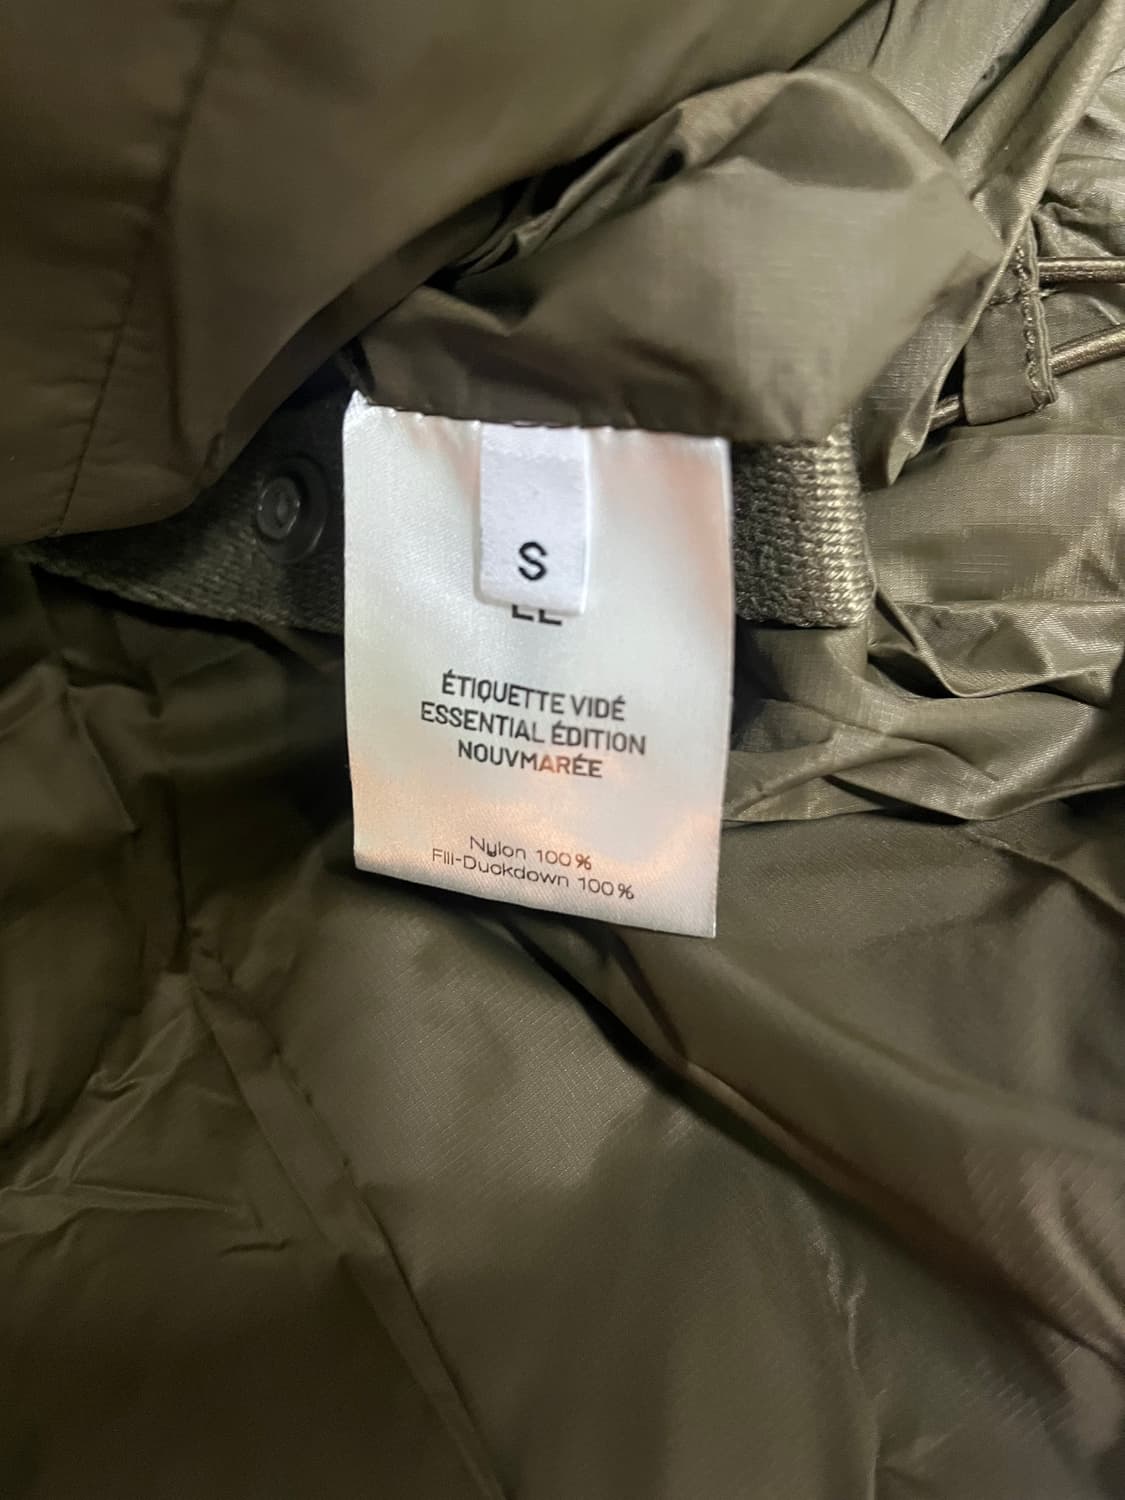 S
ÉTIQUETTE VIDÉ
ESSENTIAL ÉDITION
NOUVMARÉE
Nylon 100%
Fill-Duckdown 100%